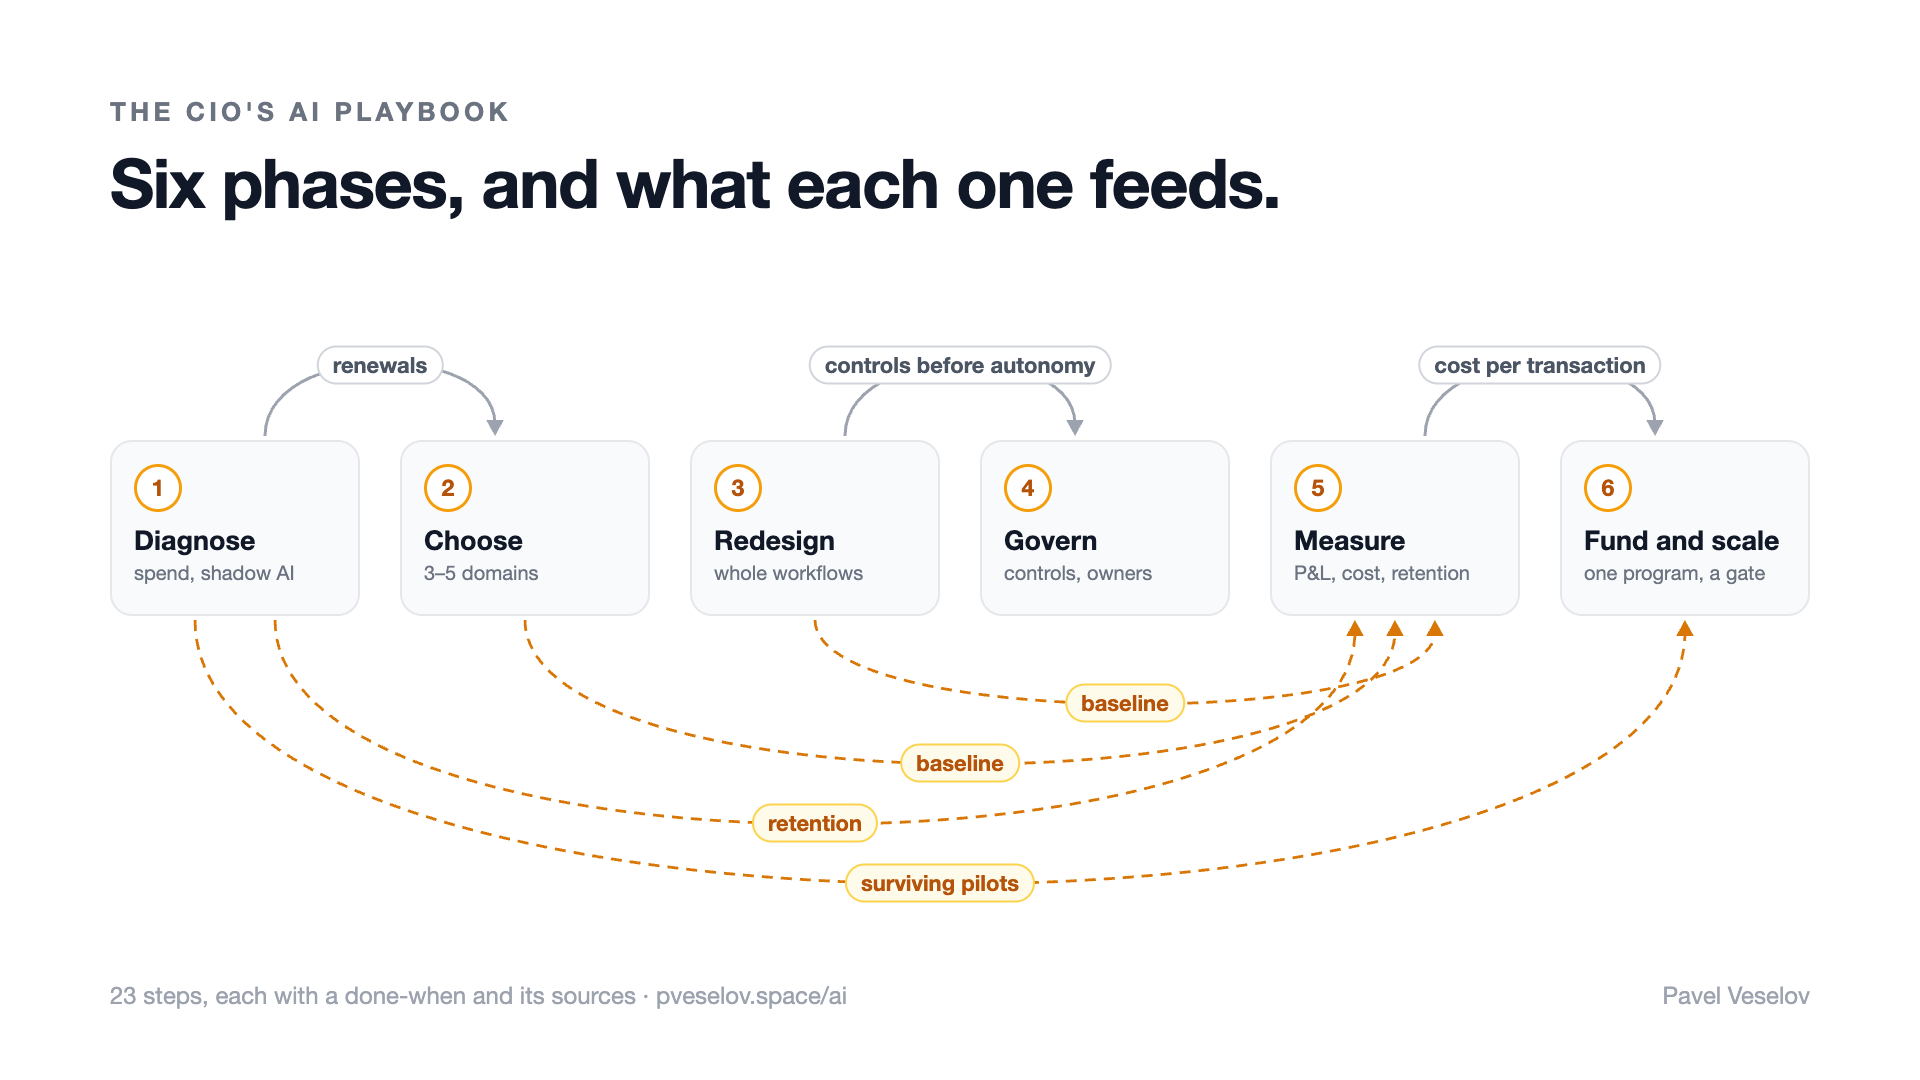 THE CIO'S AI PLAYBOOK
Six phases, and what each one feeds.
renewals
controls before autonomy
cost per transaction
1
Diagnose
spend, shadow AI
2
Choose
3–5 domains
3
Redesign
whole workflows
4
Govern
controls, owners
5
Measure
P&L, cost, retention
6
Fund and scale
one program, a gate
baseline
baseline
retention
surviving pilots
23 steps, each with a done-when and its sources · pveselov.space/ai
Pavel Veselov